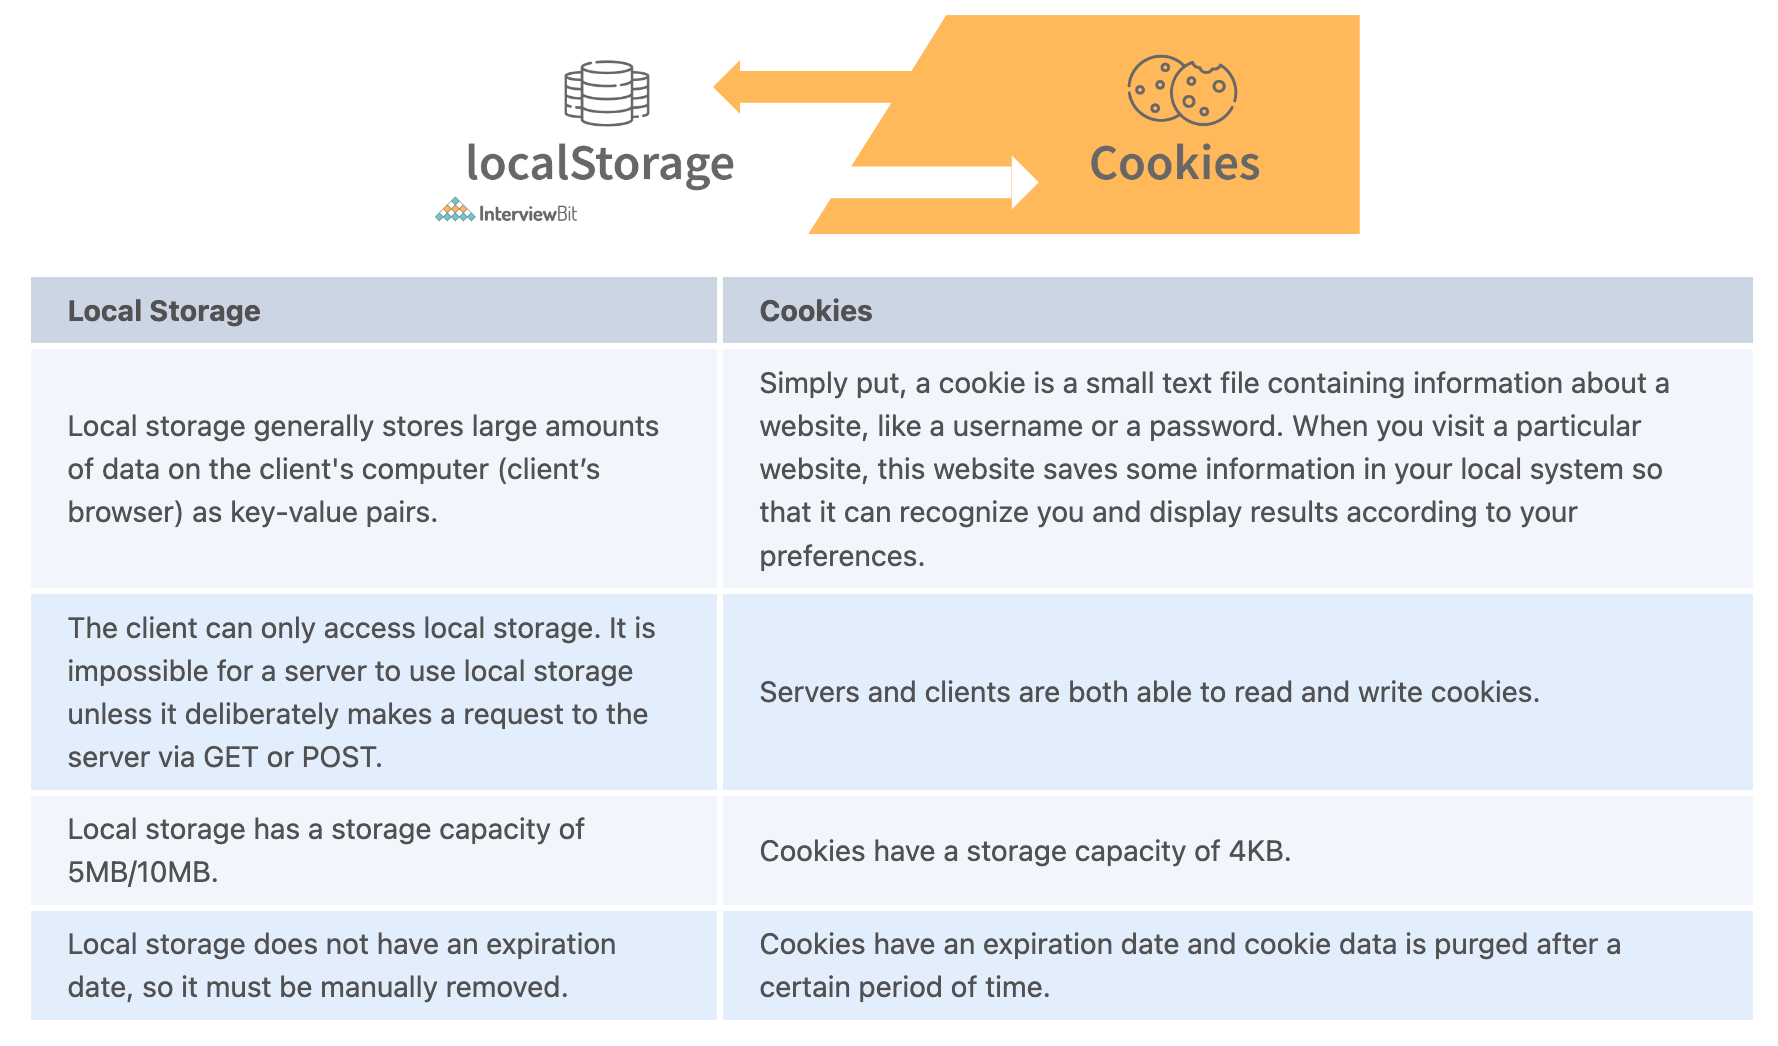 localStorage
Cookies
InterviewBit
Local Storage
Cookies
Local storage generally stores large amounts
of data on the client's computer (client’s
browser) as key-value pairs.
Simply put, a cookie is a small text file containing information about a
website, like a username or a password. When you visit a particular
website, this website saves some information in your local system so
that it can recognize you and display results according to your
preferences.
The client can only access local storage. It is
impossible for a server to use local storage
unless it deliberately makes a request to the
server via GET or POST.
Servers and clients are both able to read and write cookies.
Local storage has a storage capacity of
5MB/10MB.
Cookies have a storage capacity of 4KB.
Local storage does not have an expiration
date, so it must be manually removed.
Cookies have an expiration date and cookie data is purged after a
certain period of time.